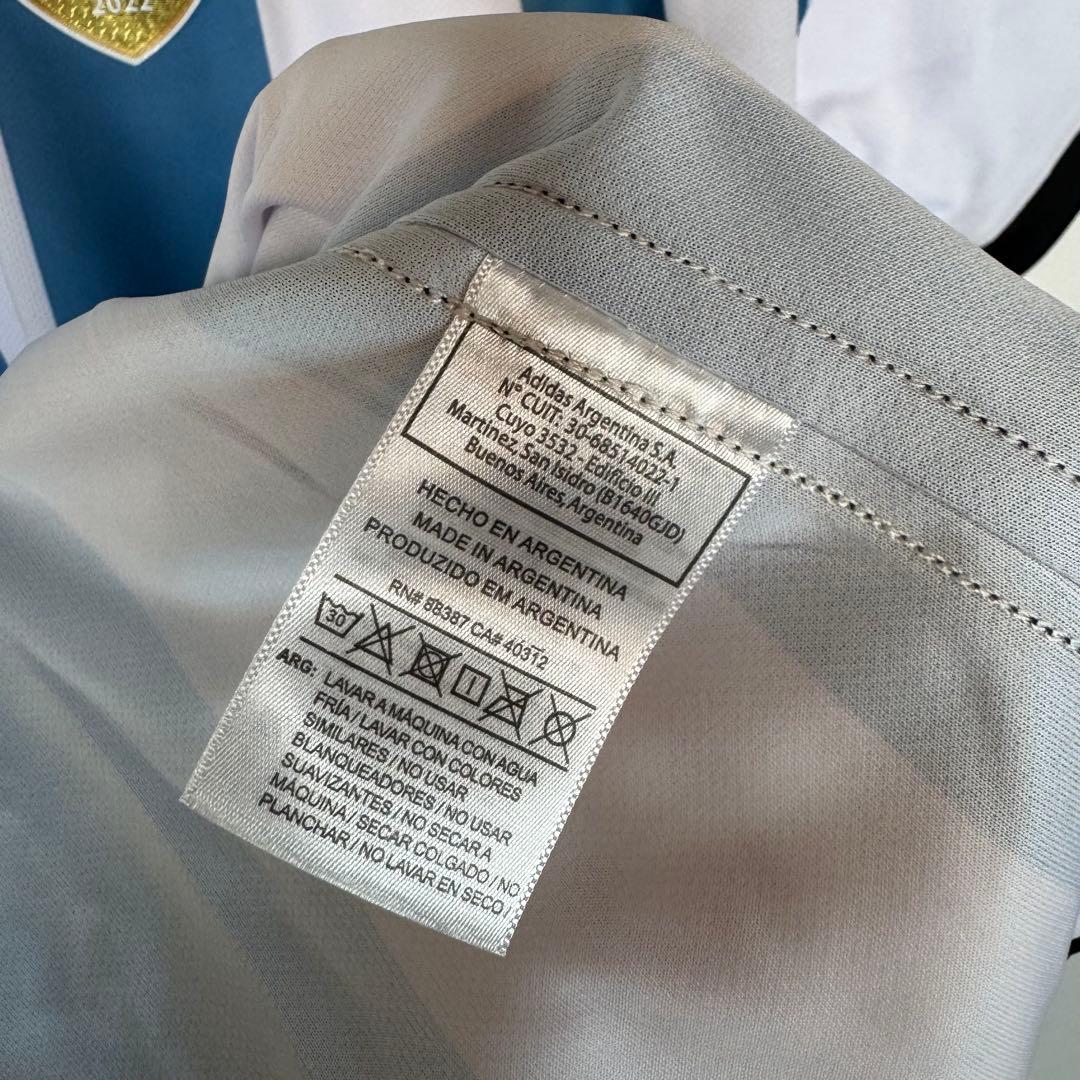 2022
Adidas Argentina S.A.
N° CUIT: 30-68514022-1
Cuyo 3532 - Edificio III
Martínez, San Isidro (B1640GJD)
Buenos Aires, Argentina
HECHO EN ARGENTINA
MADE IN ARGENTINA
PRODUZIDO EM ARGENTINA
RN# 88387 CA# 40312
30
ARG: LAVAR A MÁQUINA CON AGUA
FRÍA / LAVAR CON COLORES
SIMILARES / NO USAR
BLANQUEADORES / NO USAR
SUAVIZANTES / NO SECAR A
MÁQUINA / SECAR COLGADO / NO
PLANCHAR / NO LAVAR EN SECO /